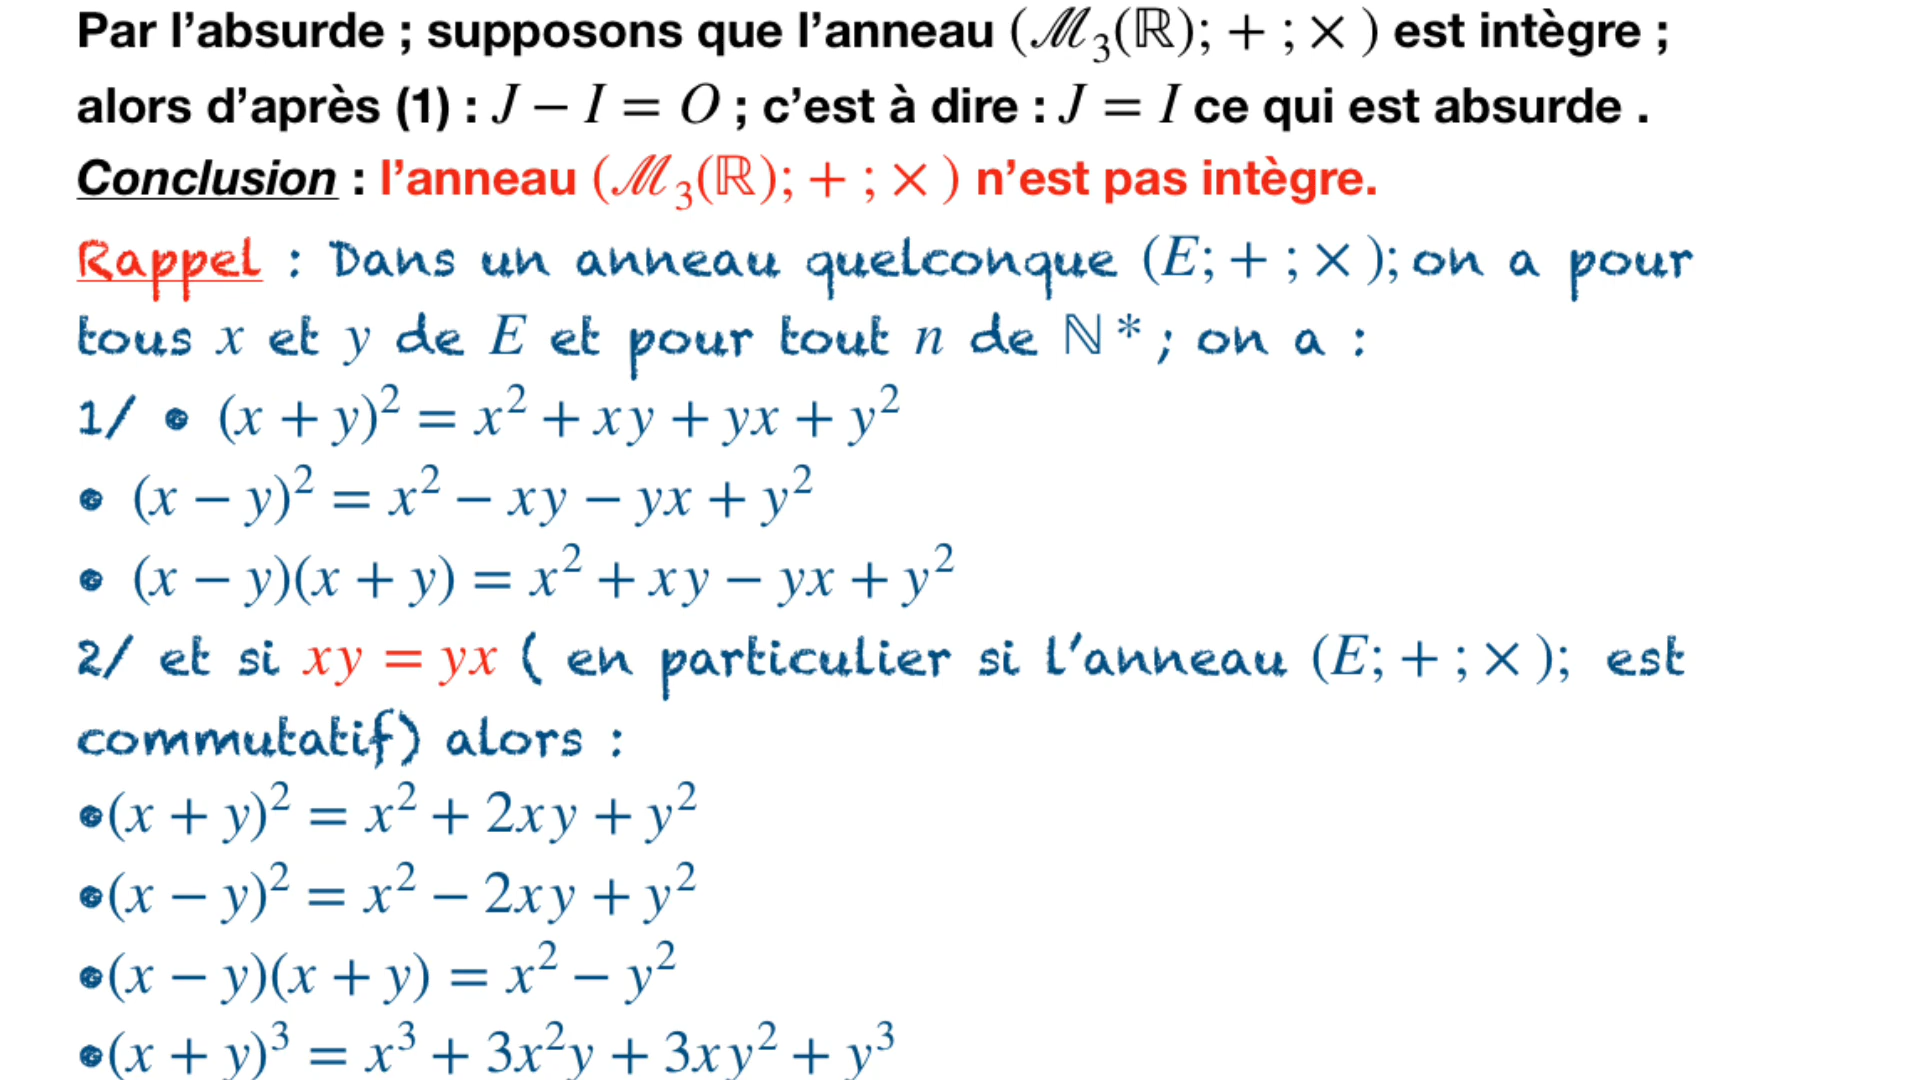 Par l’absurde ; supposons que l’anneau (ℳ₃(ℝ); + ; × ) est intègre ;
alors d’après (1) : J − I = O ; c’est à dire : J = I ce qui est absurde .
Conclusion : l’anneau (ℳ₃(ℝ); + ; × ) n’est pas intègre.
Rappel : Dans un anneau quelconque (E; + ; × ); on a pour
tous x et y de E et pour tout n de ℕ* ; on a :
1/ • (x + y)² = x² + xy + yx + y²
• (x − y)² = x² − xy − yx + y²
• (x − y)(x + y) = x² + xy − yx + y²
2/ et si xy = yx ( en particulier si l’anneau (E; + ; × ); est
commutatif) alors :
•(x + y)² = x² + 2xy + y²
•(x − y)² = x² − 2xy + y²
•(x − y)(x + y) = x² − y²
•(x + y)³ = x³ + 3x²y + 3xy² + y³